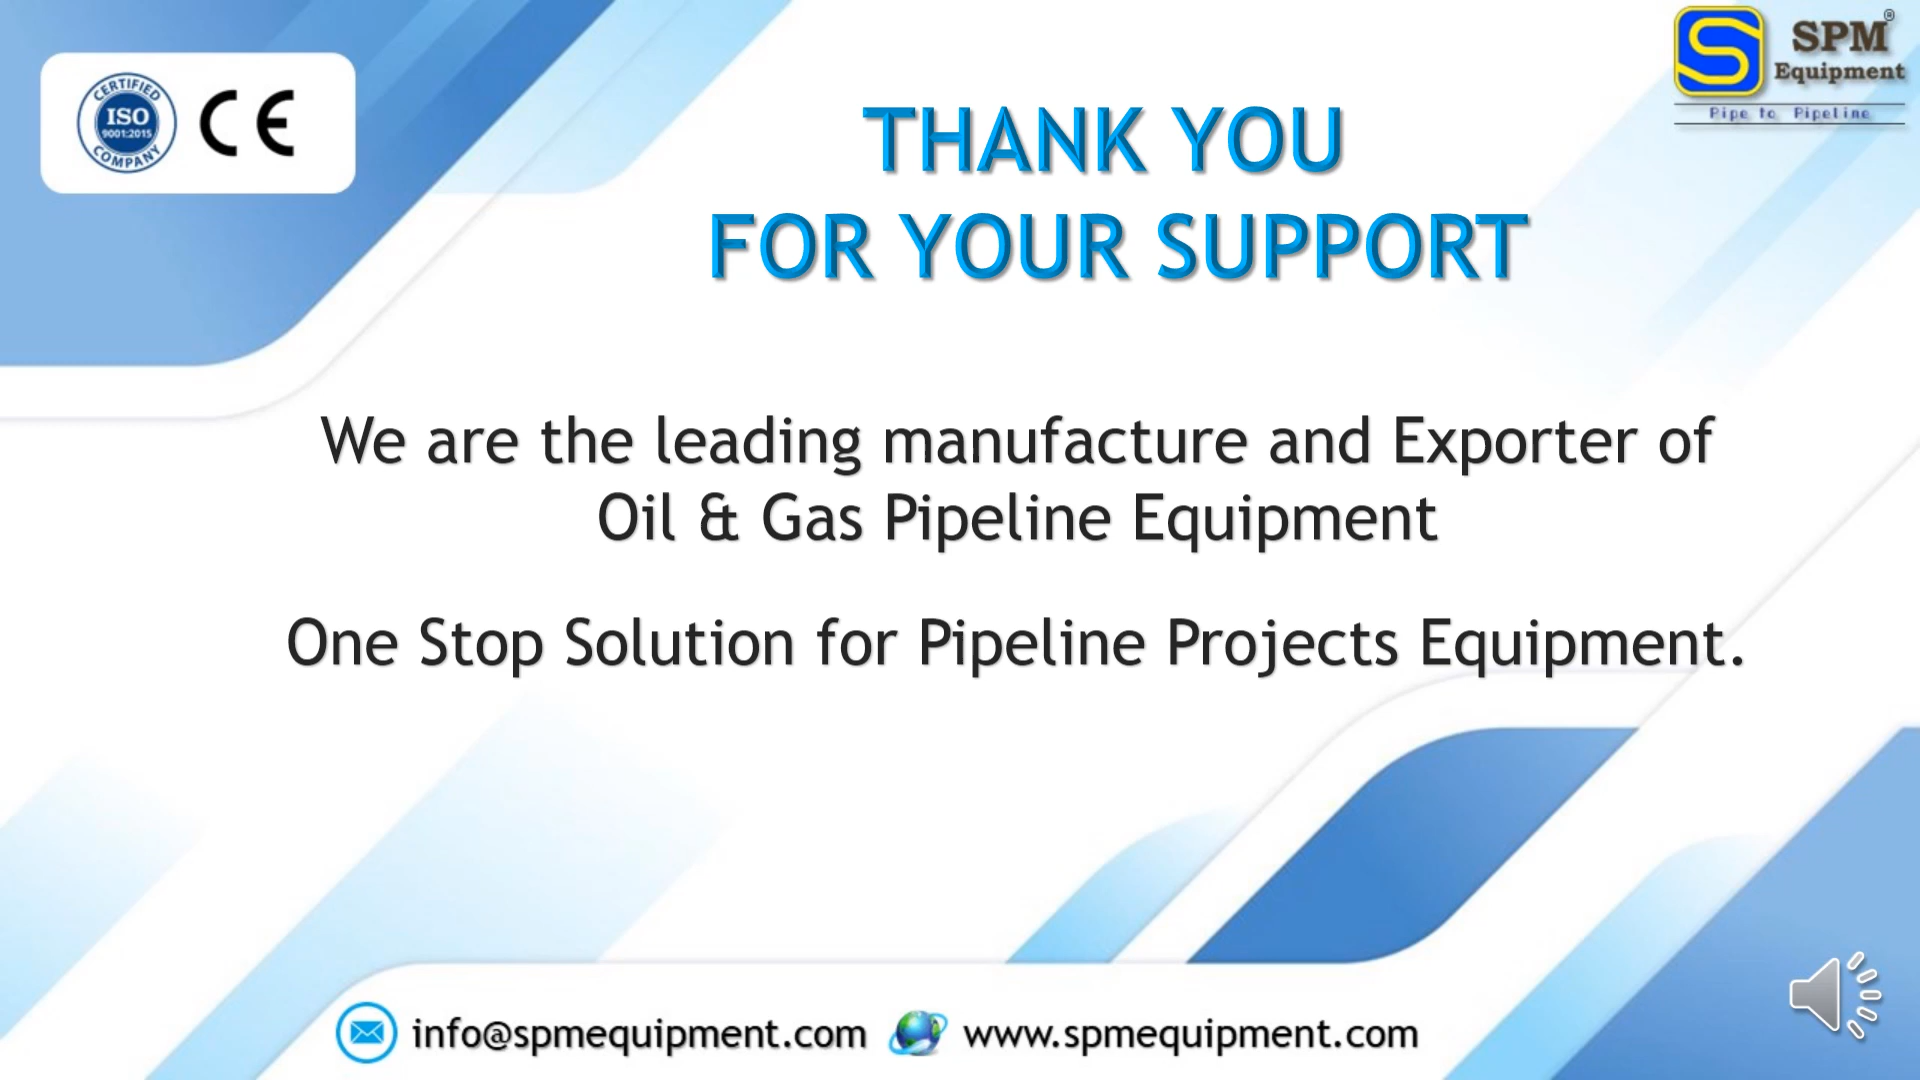 CERTIFIED
ISO
9001:2015
COMPANY
CE
SPM®
Equipment
Pipe to Pipeline
THANK YOU
FOR YOUR SUPPORT
We are the leading manufacture and Exporter of
Oil & Gas Pipeline Equipment
One Stop Solution for Pipeline Projects Equipment.
info@spmequipment.com www.spmequipment.com